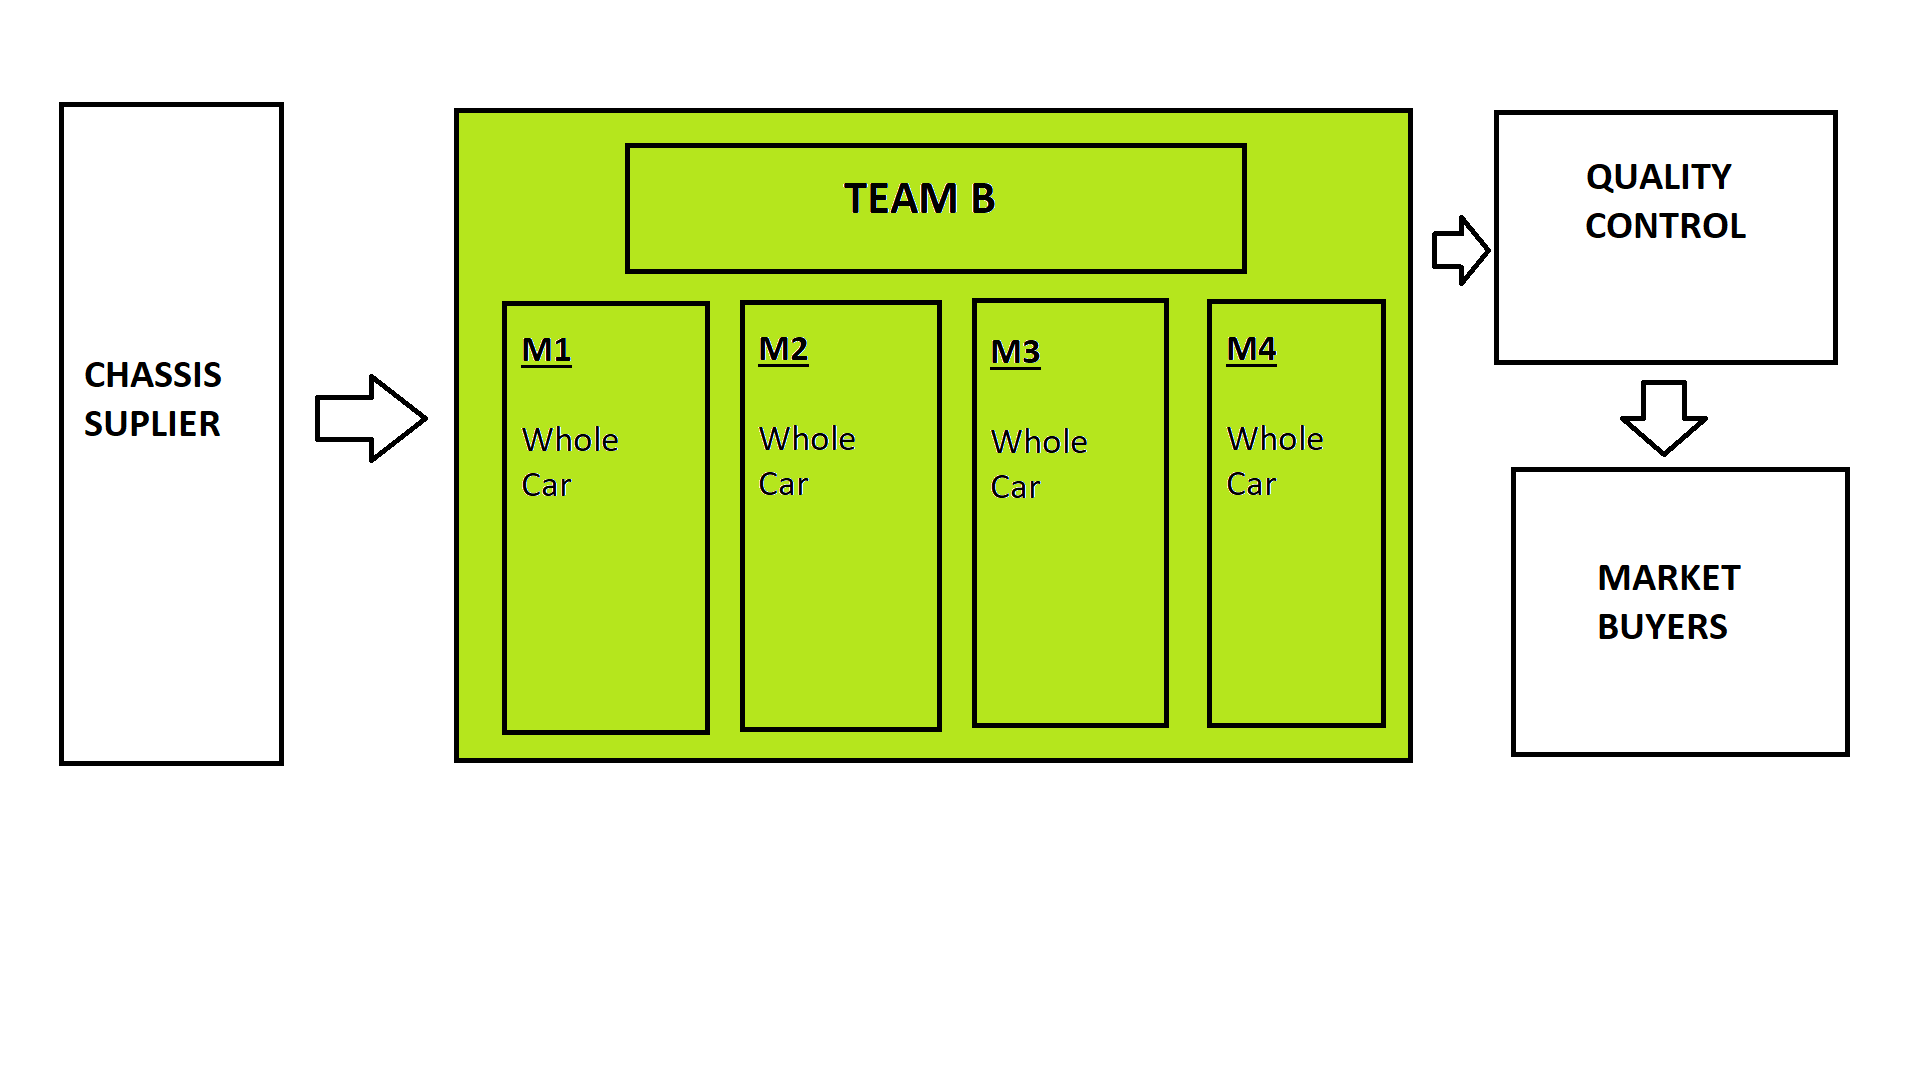 CHASSIS
SUPLIER
TEAM B
M1
Whole
Car
M2
Whole
Car
M3
Whole
Car
M4
Whole
Car
QUALITY
CONTROL
MARKET
BUYERS